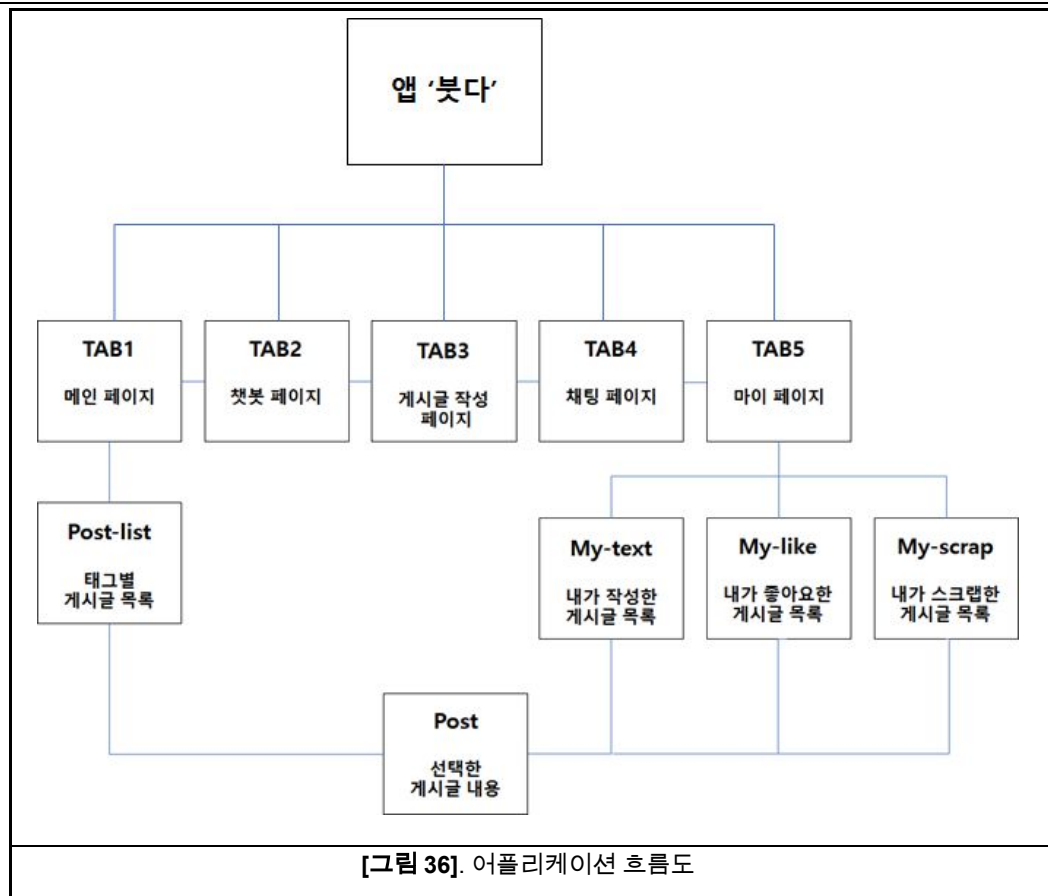 앱 ‘붓다’
TAB1
메인 페이지
TAB2
챗봇 페이지
TAB3
게시글 작성
페이지
TAB4
채팅 페이지
TAB5
마이 페이지
Post-list
태그별
게시글 목록
My-text
내가 작성한
게시글 목록
My-like
내가 좋아요한
게시글 목록
My-scrap
내가 스크랩한
게시글 목록
Post
선택한
게시글 내용
[그림 36]. 어플리케이션 흐름도